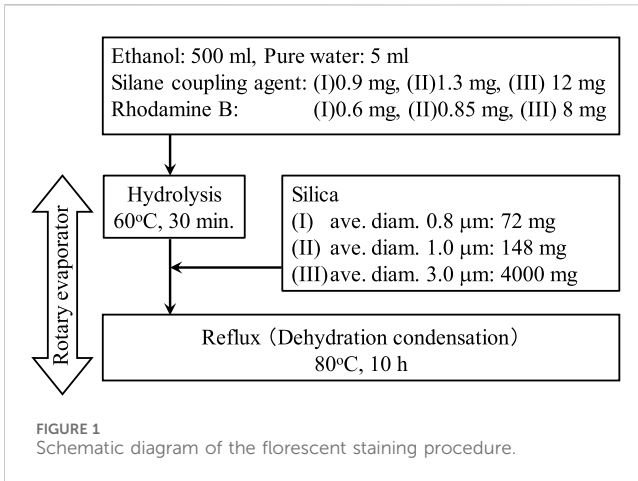 Ethanol: 500 ml, Pure water: 5 ml
Silane coupling agent: (I)0.9 mg, (II)1.3 mg, (III) 12 mg
Rhodamine B: (I)0.6 mg, (II)0.85 mg, (III) 8 mg
Rotary evaporator
Hydrolysis
60°C, 30 min.
Silica
(I) ave. diam. 0.8 μm: 72 mg
(II) ave. diam. 1.0 μm: 148 mg
(III) ave. diam. 3.0 μm: 4000 mg
Reflux (Dehydration condensation)
80°C, 10 h
FIGURE 1
Schematic diagram of the florescent staining procedure.